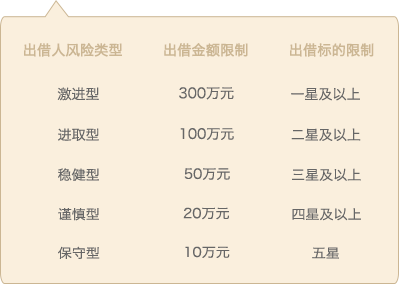 出借人风险类型 出借金额限制 出借标的限制
激进型 300万元 一星及以上
进取型 100万元 二星及以上
稳健型 50万元 三星及以上
谨慎型 20万元 四星及以上
保守型 10万元 五星